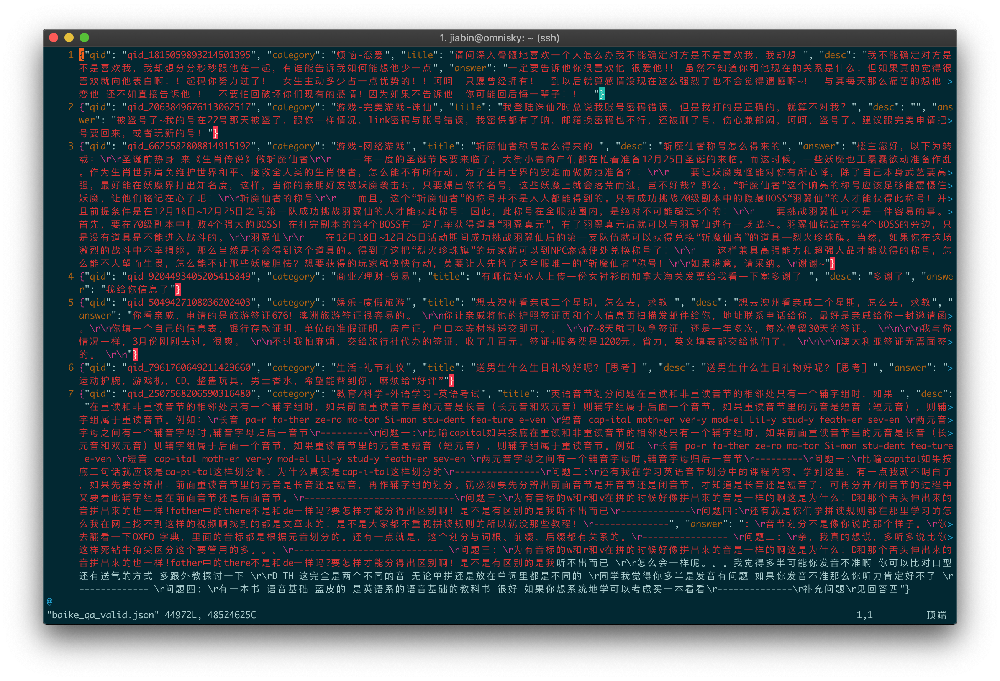 1. jiabin@omnisky: ~ (ssh)
1 {"qid": "qid_1815059893214501395", "category": "烦恼-恋爱", "title": "请问深入骨髓地喜欢一个人怎么办我不能确定对方是不是喜欢我，我却想 ", "desc": "我不能确定对方是
不是喜欢我，我却想分分秒秒跟他在一起，有谁能告诉我如何能想他少一点", "answer": "一定要告诉他你很喜欢他 很爱他!!  虽然不知道你和他现在的关系是什么！但如果真的觉得很
喜欢就向他表白啊！！起码你努力过了！  女生主动多少占一点优势的！！呵呵  只愿曾经拥有！  到以后就算感情没现在这么强烈了也不会觉得遗憾啊~！  与其每天那么痛苦的想他 >
恋他 还不如直接告诉他 ！  不要怕回破坏你们现有的感情！因为如果不告诉他  你可能回后悔一辈子！！  "}
2 {"qid": "qid_2063849676113062517", "category": "游戏-完美游戏-诛仙", "title": "我登陆诛仙2时总说我账号密码错误，但是我打的是正确的，就算不对我？ ", "desc": "", "ans
wer": "被盗号了~我的号在22号那天被盗了，跟你一样情况，link密码与账号错误，我密保都有了呐，邮箱换密码也不行，还被删了号，伤心兼郁闷，呵呵，盗号了。建议跟完美申请把>
号要回来，或者玩新的号！"}
3 {"qid": "qid_6625582808814915192", "category": "游戏-网络游戏", "title": "斩魔仙者称号怎么得来的 ", "desc": "斩魔仙者称号怎么得来的", "answer": "楼主您好，以下为转
载：\r\r圣诞前热身 来《生肖传说》做斩魔仙者\r\r    一年一度的圣诞节快要来临了，大街小巷商户们都在忙着准备12月25日圣诞的来临。而这时候，一些妖魔也正蠢蠢欲动准备作乱
。作为生肖世界肩负维护世界和平、拯救全人类的生肖使者，怎么能不有所行动，为了生肖世界的安定而做防范准备？！\r\r    要让妖魔鬼怪能对你有所心悸，除了自己本身武艺要高>
强，最好能在妖魔界打出知名度，这样，当你的亲朋好友被妖魔袭击时，只要爆出你的名号，这些妖魔上就会落荒而逃，岂不好哉？那么，“斩魔仙者”这个响亮的称号应该足够能震慑住>
妖魔，让他们铭记在心了吧！\r\r斩魔仙者的称号\r\r    而且，这个“斩魔仙者”的称号并不是人人都能得到的。只有成功挑战70级副本中的隐藏BOSS“羽翼仙”的人才能获得此称号！并>
且前提条件是在12月18日~12月25日之间第一队成功挑战羽翼仙的人才能获此称号！因此，此称号在全服范围内，是绝对不可能超过5个的！\r\r    要挑战羽翼仙可不是一件容易的事。>
首先，要在70级副本中打败4个强大的BOSS！在打完副本的第4个BOSS有一定几率获得道具“羽翼真元”，有了羽翼真元后就可以与羽翼仙进行一场战斗。羽翼仙就站在第4个BOSS的旁边，只
是没有道具是不能进入战斗的。\r\r羽翼仙\r\r    在12月18日~12月25日活动期间成功挑战羽翼仙后的第一支队伍就可以获得兑换“斩魔仙者”的道具——烈火珍珠旗。当然，如果你在这场
激烈的战斗中不幸捐躯，那么当然是不会得到这个道具的。得到了这把“烈火珍珠旗”的玩家就可以到NPC燃烧使处兑换称号了！\r\r    这样兼具高强能力和超强人品才能获得的称号，怎
么能不人望而生畏，怎么能不让那些妖魔胆怯？想要获得的玩家就快快行动，莫要让人先抢了这全服唯一的“斩魔仙者”称号！\r\r如果满意，请采纳。\r谢谢~"}
4 {"qid": "qid_9204493405205415849", "category": "商业/理财-贸易", "title": "有哪位好心人上传一份女衬衫的加拿大海关发票给我看一下塞多谢了 ", "desc": "多谢了", "answe
r": "我给你信息了"}
5 {"qid": "qid_5049427108036202403", "category": "娱乐-度假旅游", "title": "想去澳州看亲戚二个星期，怎么去，求教 ", "desc": "想去澳州看亲戚二个星期，怎么去，求教", "
answer": "你看亲戚，申请的是旅游签证676！澳洲旅游签证很容易的。 \r\n你让亲戚将他的护照签证页和个人信息页扫描发邮件给你，地址联系电话给你。最好是亲戚给你一封邀请函>
。\r\n你填一个自己的信息表，银行存款证明，单位的准假证明，房产证，户口本等材料递交即可。。 \r\n7~8天就可以拿签证，还是一年多次，每次停留30天的签证。 \r\n\r\n我与你
情况一样，3月份刚刚去过，很爽。 \r\n不过我怕麻烦，交给旅行社代办的签证，收了几百元。签证+服务费是1200元。省力，英文填表都交给他们了。 \r\n\r\n澳大利亚签证无需面签>
的。 \r\n"}
6 {"qid": "qid_7961760649211429660", "category": "生活-礼节礼仪", "title": "送男生什么生日礼物好呢？[思考] ", "desc": "送男生什么生日礼物好呢？[思考] ", "answer": ">
运动护腕，游戏机，CD，整蛊玩具，男士香水，希望能帮到你，麻烦给“好评”"}
7 {"qid": "qid_2507568206590316480", "category": "教育/科学-外语学习-英语考试", "title": "英语音节划分问题在重读和非重读音节的相邻处只有一个辅字组时，如果 ", "desc":
 "在重读和非重读音节的相邻处只有一个辅字组时，如果前面重读音节里的元音是长音（长元音和双元音）则辅字组属于后面一个音节，如果重读音节里的元音是短音（短元音），则辅>
字组属于重读音节。例如：\r长音 pa-r fa-ther ze-ro mo-tor Si-mon stu-dent fea-ture e-ven \r短音 cap-ital moth-er ver-y mod-el Lil-y stud-y feath-er sev-en \r两元音>
字母之间有一个辅音字母时,辅音字母归后一音节\r---------\r问题一:\r比喻capital如果按底在重读和非重读音节的相邻处只有一个辅字组时，如果前面重读音节里的元音是长音（长>
元音和双元音）则辅字组属于后面一个音节，如果重读音节里的元音是短音（短元音），则辅字组属于重读音节。例如：\r长音 pa-r fa-ther ze-ro mo-tor Si-mon stu-dent fea-ture
 e-ven \r短音 cap-ital moth-er ver-y mod-el Lil-y stud-y feath-er sev-en \r两元音字母之间有一个辅音字母时,辅音字母归后一音节\r---------\r问题一:\r比喻capital如果按
底二句话就应该是ca-pi-tal这样划分啊！为什么真实是cap-i-tal这样划分的\r----------------\r问题二:\r还有我在学习英语音节划分中的课程内容，学到这里，有一点我就不明白了
，如果先要分辨出：前面重读音节里的元音是长音还是短音，再作辅字组的划分。就必须要先分辨出前面音节是开音节还是闭音节，才知道是长音还是短音了，可再分开/闭音节的过程中
又要看此辅字组是在前面音节还是后面音节。\r----------------------------\r问题三:\r为有音标的w和r和v在拼的时候好像拼出来的音是一样的啊这是为什么！D和那个舌头伸出来的
音拼出来的也一样!father中的there不是和de一样吗?要怎样才能分得出区别啊！是不是有区别的是我听不出而已\r-------------\r问题四:\r还有就是你们学拼读规则都在那里学习的怎
么我在网上找不到这样的视频啊找到的都是文章来的！是不是大家都不重视拼读规则的所以就没那些教程！\r--------------", "answer": ": \r音节划分不是像你说的那个样子。\r你>
去翻看一下OXFO 字典，里面的音标都是根据元音划分的。还有一点就是，这个划分与词根、前缀、后缀都有关系的。\r---------------- \r问题二: \r亲，我真的想说，多听多说比你>
这样死钻牛角尖区分这个要管用的多。。。\r---------------------------- \r问题三: \r为有音标的w和r和v在拼的时候好像拼出来的音是一样的啊这是为什么！D和那个舌头伸出来的
音拼出来的也一样!father中的there不是和de一样吗?要怎样才能分得出区别啊！是不是有区别的是我听不出而已 \r\r怎么会一样呢。。。我觉得多半可能你发音不准啊 你可以比对口型
还有送气的方式 多跟外教探讨一下 \r\rD TH 这完全是两个不同的音 无论单拼还是放在单词里都是不同的 \r同学我觉得你多半是发音有问题 如果你发音不准那么你听力肯定好不了 \r
------------- \r问题四: \r有一本书 语音基础 蓝皮的 是英语系的语音基础的教科书 很好 如果你想系统地学可以考虑买一本看看\r--------------\r补充问题\r见回答四"}
@
"baike_qa_valid.json" 44972L, 48524625C 1,1 顶端